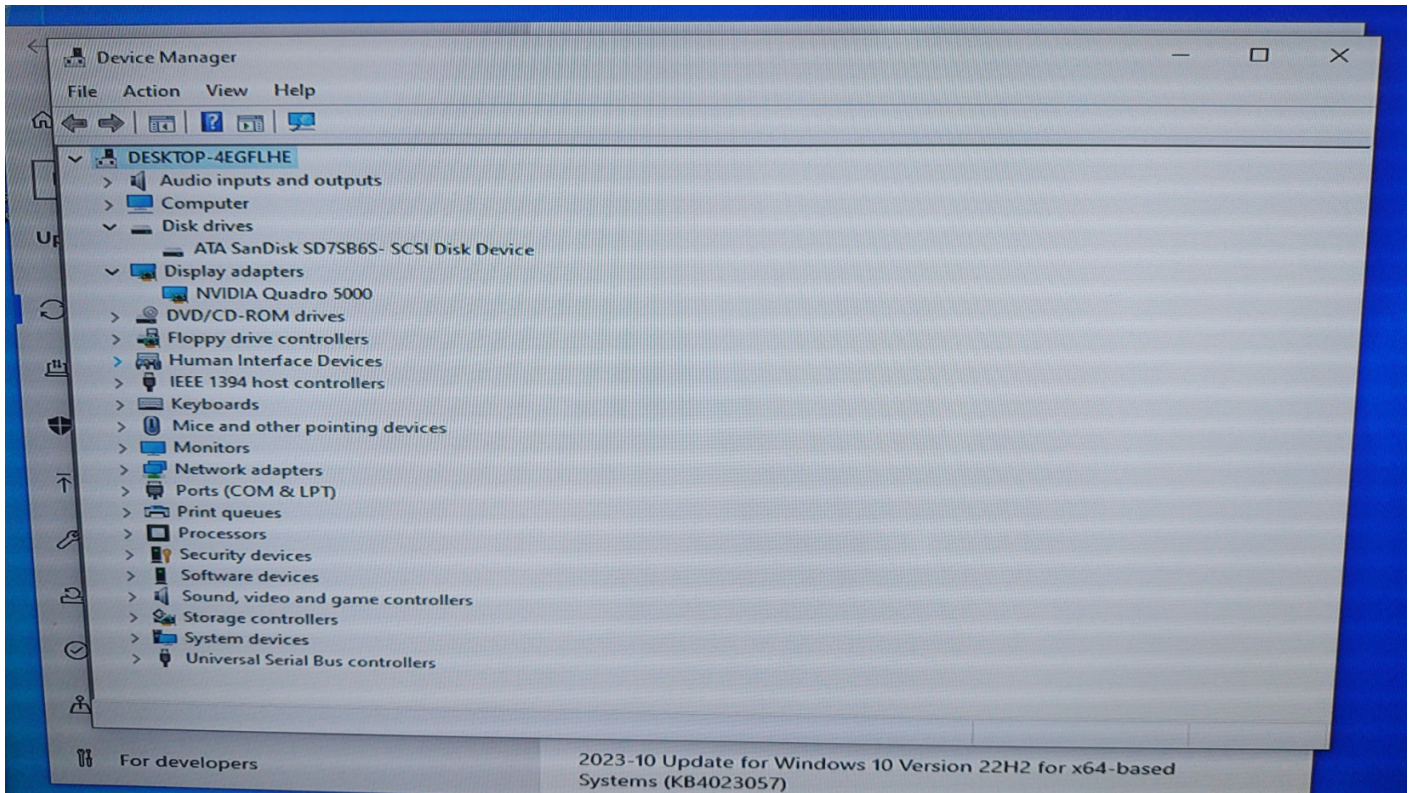 Device Manager
File Action View Help
DESKTOP-4EGFLHE
Audio inputs and outputs
Computer
Disk drives
Up
ATA SanDisk SD7SB6S- SCSI Disk Device
Display adapters
NVIDIA Quadro 5000
DVD/CD-ROM drives
Floppy drive controllers
Human Interface Devices
IEEE 1394 host controllers
Keyboards
Mice and other pointing devices
Monitors
Network adapters
Ports (COM & LPT)
Print queues
Processors
Security devices
Software devices
Sound, video and game controllers
Storage controllers
System devices
Universal Serial Bus controllers
For developers
2023-10 Update for Windows 10 Version 22H2 for x64-based
Systems (KB4023057)